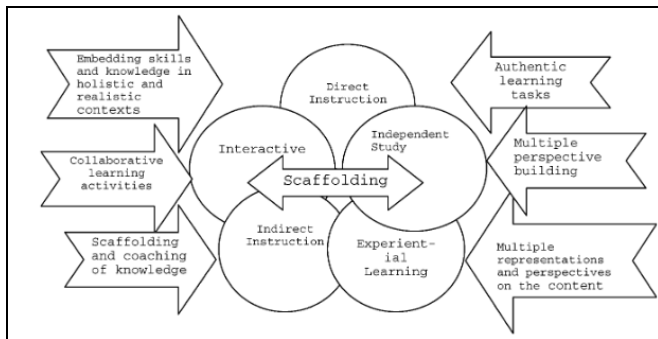 Embedding skills
and knowledge in
holistic and
realistic
contexts
Direct
Instruction
Authentic
learning
tasks
Collaborative
learning
activities
Interactive
Independent
Study
Multiple
perspective
building
Scaffolding
Scaffolding
and coaching
of knowledge
Indirect
Instruction
Experient-
ial
Learning
Multiple
representations
and perspectives
on the content